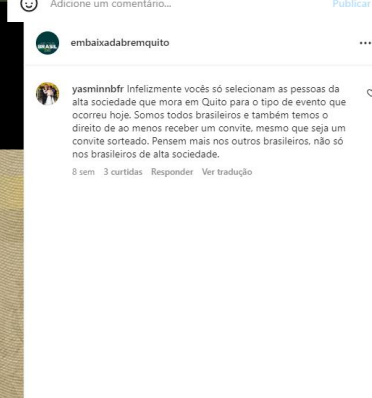 Adicione um comentário...
Publicar
BRASIL
embaixadabremquito
yasminnbfr Infelizmente vocês só selecionam as pessoas da
alta sociedade que mora em Quito para o tipo de evento que
ocorreu hoje. Somos todos brasileiros e também temos o
direito de ao menos receber um convite, mesmo que seja um
convite sorteado. Pensem mais nos outros brasileiros, não só
nos brasileiros de alta sociedade.
8 sem 3 curtidas Responder Ver tradução